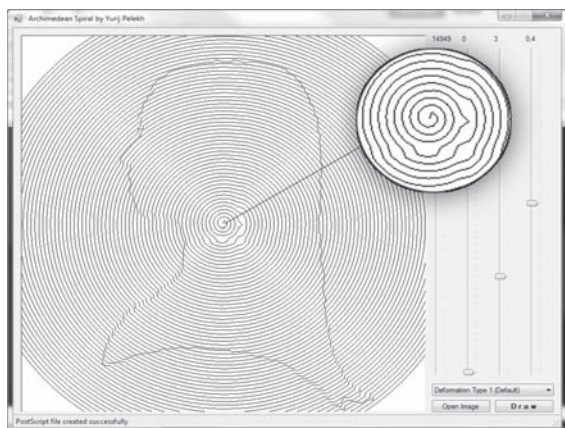 Archimedean Spiral by Yurij Pelekh
14949 0 3 0,4
Deformation Type 1 (Default)
Open Image Draw
PostScript file created successfully